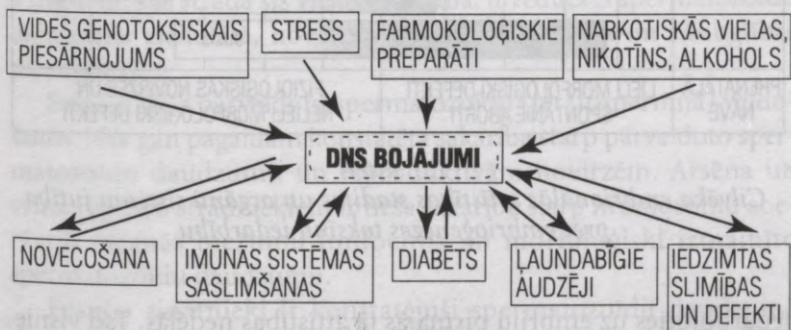 VIDES GENOTOKSISKAIS
PIESĀRŅOJUMS
STRESS
FARMOKOLOĢISKIE
PREPARĀTI
NARKOTISKĀS VIELAS,
NIKOTĪNS, ALKOHOLS
DNS BOJĀJUMI
NOVECOŠANA
IMŪNĀS SISTĒMAS
SASLIMŠANAS
DIABĒTS
ĻAUNDABĪGIE
AUDZĒJI
IEDZIMTAS
SLIMĪBAS
UN DEFEKTI